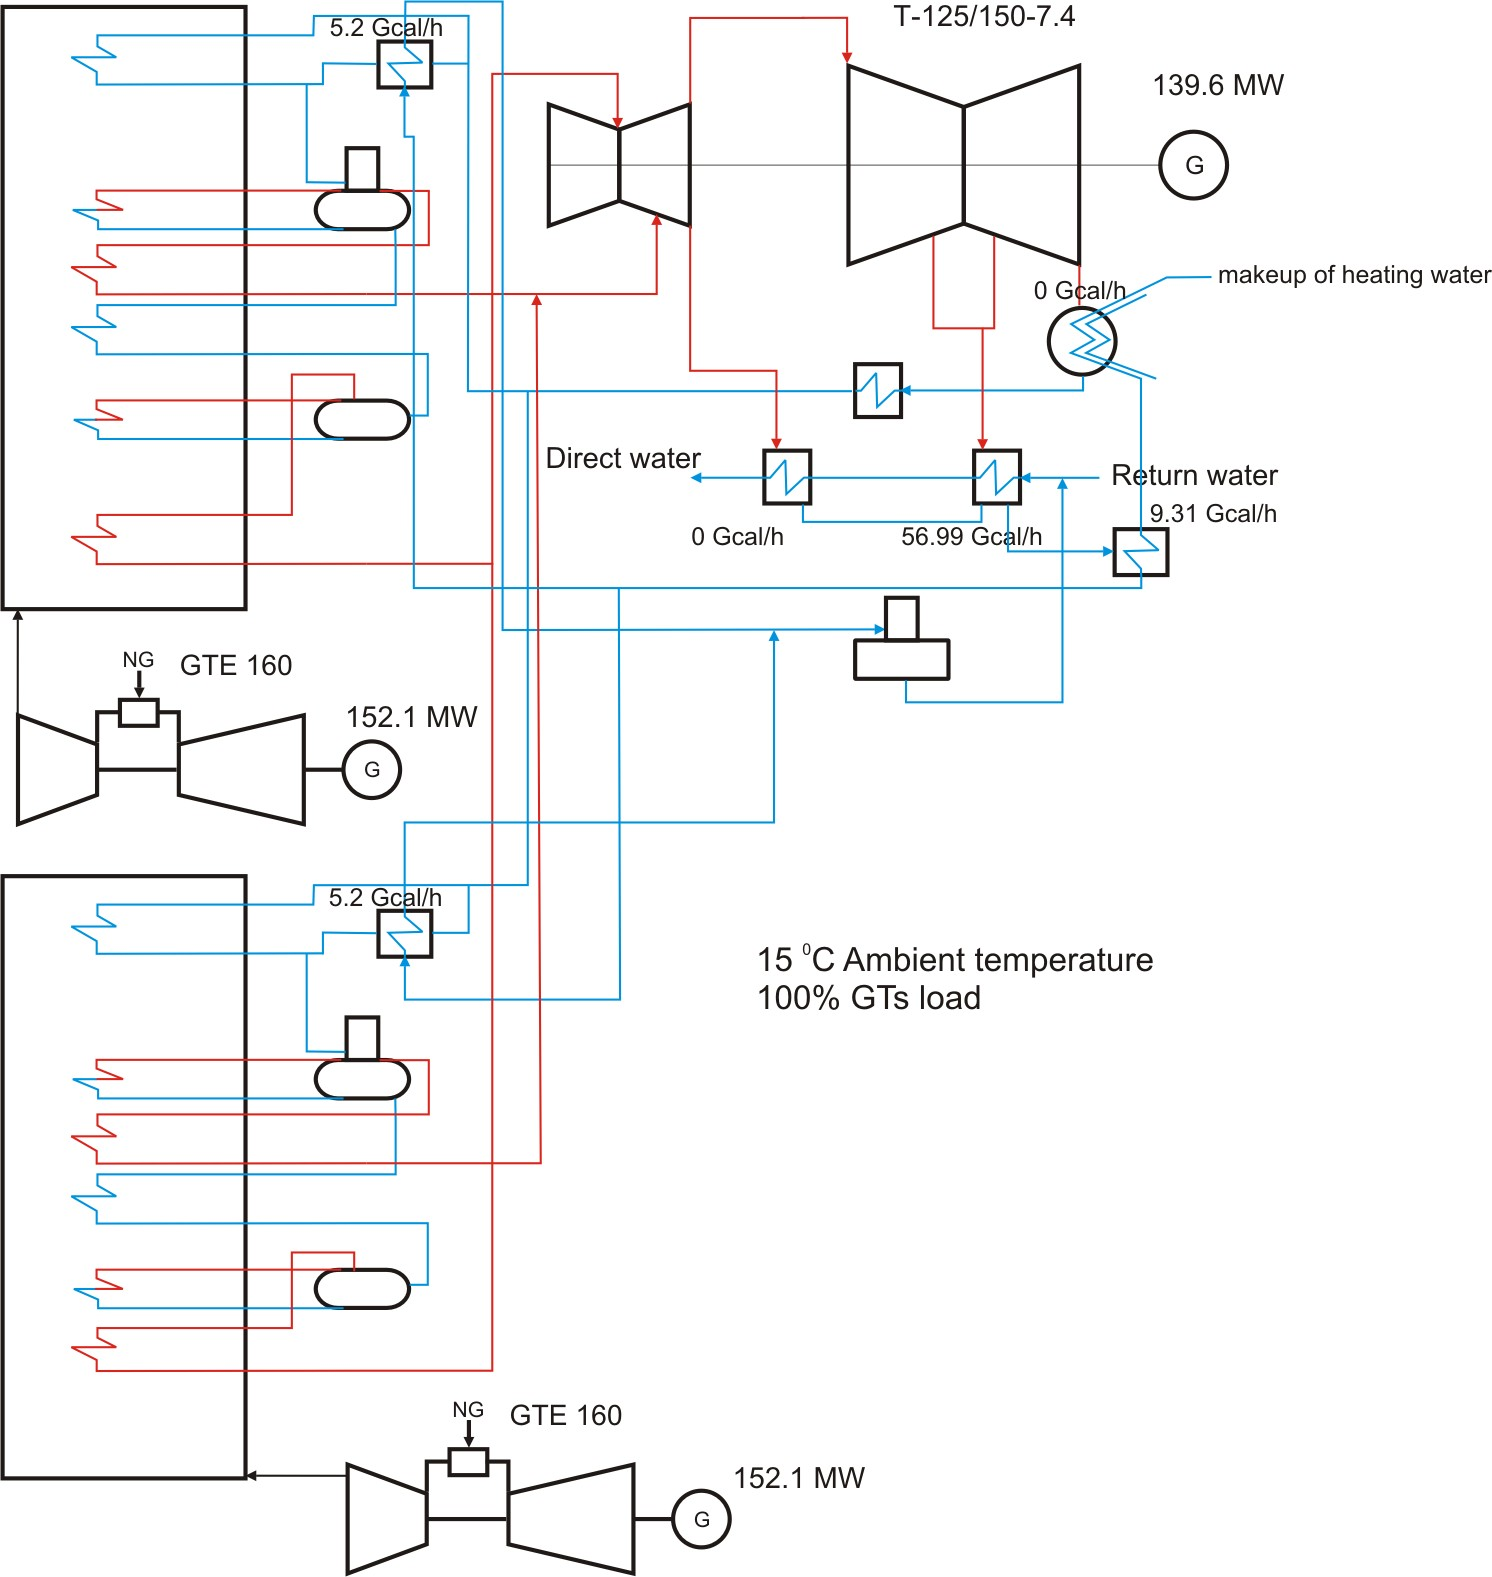 T-125/150-7.4
5.2 Gcal/h
139.6 MW
G
makeup of heating water
0 Gcal/h
Direct water
Return water
9.31 Gcal/h
0 Gcal/h
56.99 Gcal/h
NG
GTE 160
152.1 MW
G
5.2 Gcal/h
15 ⁰C Ambient temperature
100% GTs load
NG
GTE 160
152.1 MW
G